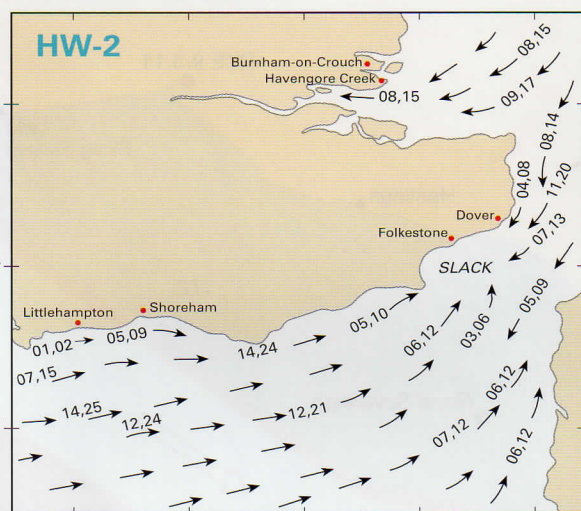 HW-2
Burnham-on-Crouch
Havengore Creek
08,15
08,15
09,17
08,14
04,08
11,20
Dover
07,13
Folkestone
SLACK
05,09
Littlehampton
Shoreham
01,02
05,09
05,10
06,12
03,06
07,15
14,24
06,12
14,25
12,24
12,21
07,12
06,12